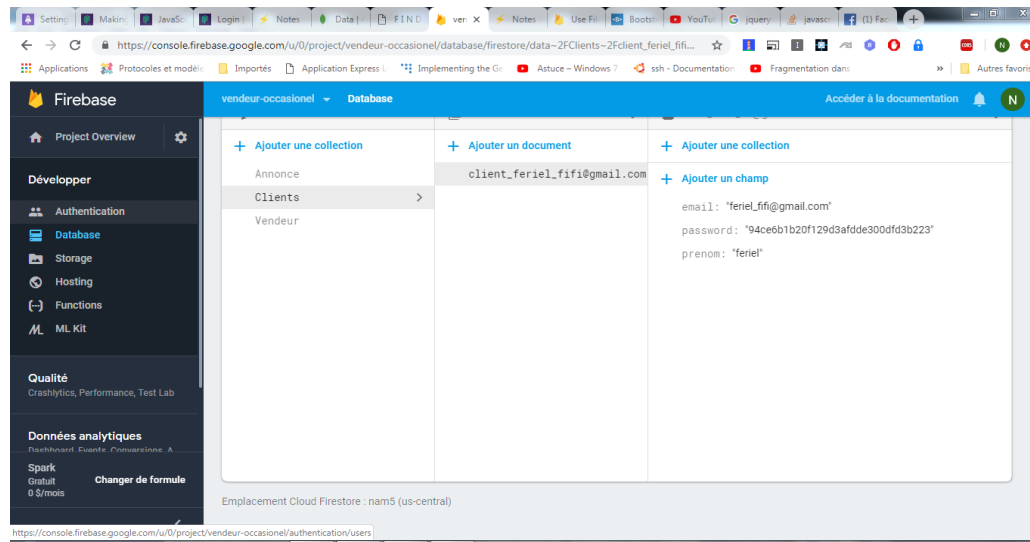 Setting Making JavaSc Login | Notes Data | F I N D ver Notes Use Fil Bootst YouTu jquery javascr (1) Fac
https://console.firebase.google.com/u/0/project/vendeur-occasionel/database/firestore/data~2FClients~2Fclient_feriel_fifi...
Applications Protocoles et modèle Importés Application Express L Implementing the Ge Astuce – Windows 7 ssh - Documentation Fragmentation dans » Autres favoris
Firebase vendeur-occasionel Database Accéder à la documentation N
Project Overview
Développer
Authentication
Database
Storage
Hosting
Functions
ML Kit
Qualité
Crashlytics, Performance, Test Lab
Données analytiques
Dashboard, Events, Conversions, A
Spark
Gratuit
0 $/mois
Changer de formule
+ Ajouter une collection
Annonce
Clients
Vendeur
+ Ajouter un document
client_feriel_fifi@gmail.com
+ Ajouter une collection
+ Ajouter un champ
email: "feriel_fifi@gmail.com"
password: "94ce6b1b20f129d3afdde300dfd3b223"
prenom: "feriel"
Emplacement Cloud Firestore : nam5 (us-central)
https://console.firebase.google.com/u/0/project/vendeur-occasionel/authentication/users